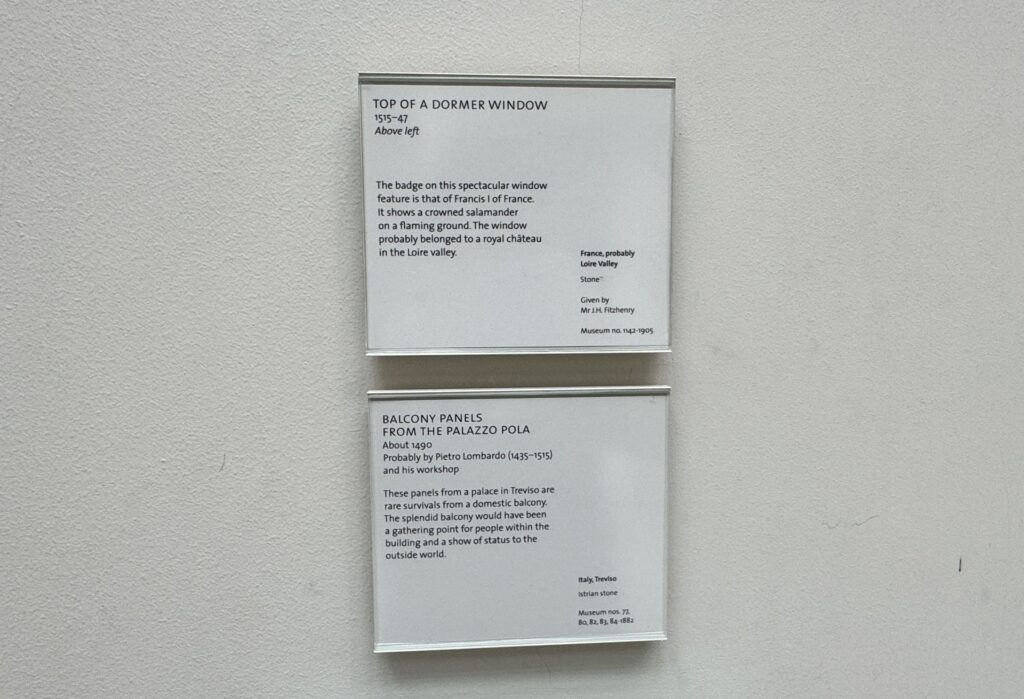 TOP OF A DORMER WINDOW
1515–47
Above left
The badge on this spectacular window
feature is that of Francis I of France.
It shows a crowned salamander
on a flaming ground. The window
probably belonged to a royal château
in the Loire valley.
France, probably
Loire Valley
Stone
Given by
Mr J.H. Fitzhenry
Museum no. 1142-1905
BALCONY PANELS
FROM THE PALAZZO POLA
About 1490
Probably by Pietro Lombardo (1435–1515)
and his workshop
These panels from a palace in Treviso are
rare survivals from a domestic balcony.
The splendid balcony would have been
a gathering point for people within the
building and a show of status to the
outside world.
Italy, Treviso
Istrian stone
Museum nos. 77,
80, 82, 83, 84-1882